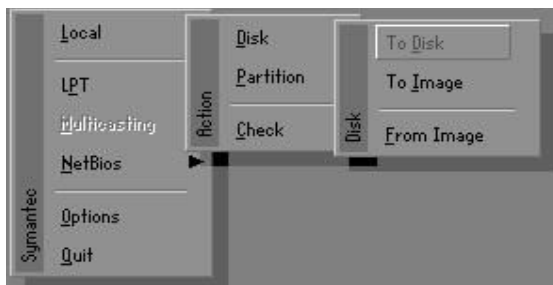 Local
LPT
Multicasting
NetBios
Options
Quit
Symantec
Disk
Partition
Check
Action
To Disk
To Image
From Image
Disk